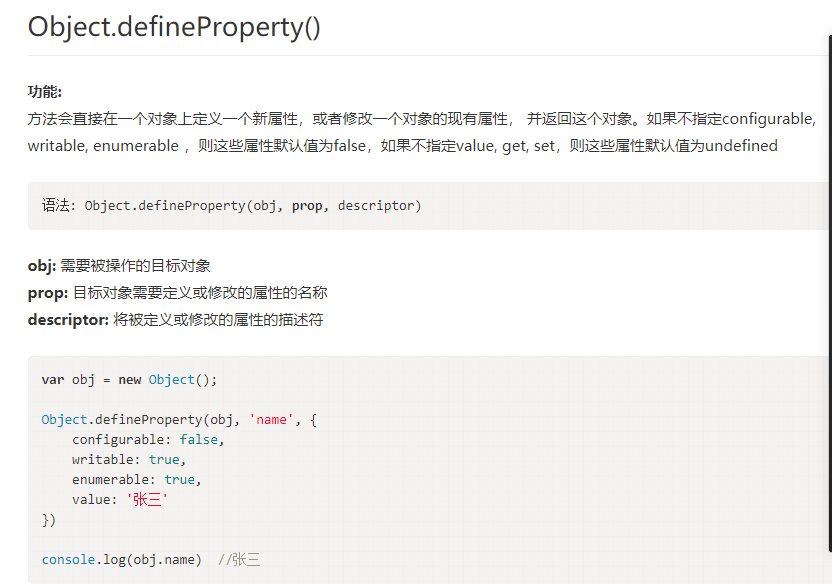 Object.defineProperty()
功能:
方法会直接在一个对象上定义一个新属性，或者修改一个对象的现有属性， 并返回这个对象。如果不指定configurable,
writable, enumerable ，则这些属性默认值为false，如果不指定value, get, set，则这些属性默认值为undefined
语法: Object.defineProperty(obj, prop, descriptor)
obj: 需要被操作的目标对象
prop: 目标对象需要定义或修改的属性的名称
descriptor: 将被定义或修改的属性的描述符
var obj = new Object();
Object.defineProperty(obj, 'name', {
    configurable: false,
    writable: true,
    enumerable: true,
    value: '张三'
})
console.log(obj.name)  //张三